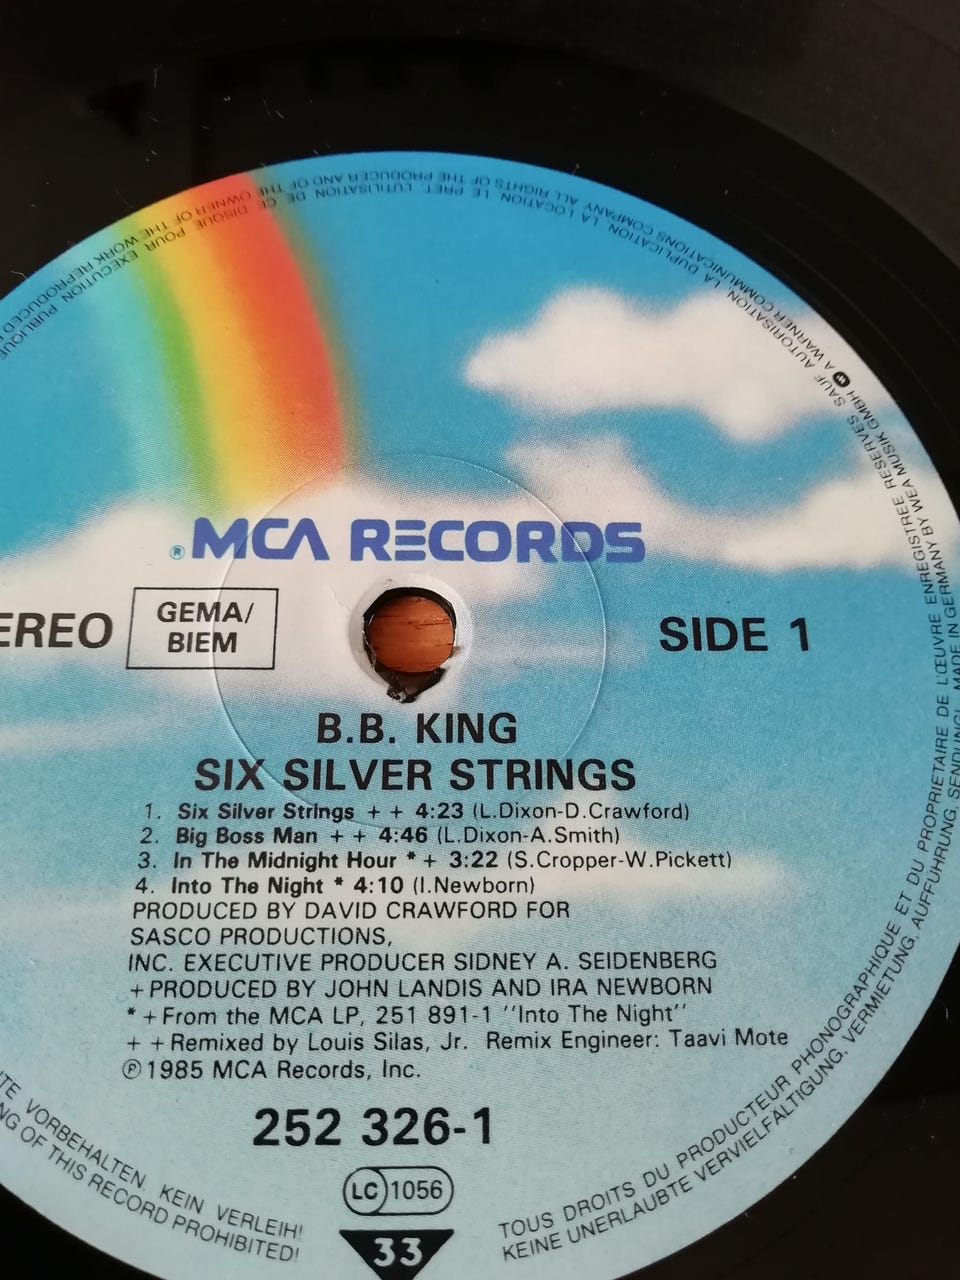 ® MCA RECORDS
EREO
GEMA/
BIEM
SIDE 1
B.B. KING
SIX SILVER STRINGS
1. Six Silver Strings + + 4:23 (L.Dixon-D.Crawford)
2. Big Boss Man + + 4:46 (L.Dixon-A.Smith)
3. In The Midnight Hour * + 3:22 (S.Cropper-W.Pickett)
4. Into The Night * 4:10 (I.Newborn)
PRODUCED BY DAVID CRAWFORD FOR
SASCO PRODUCTIONS,
INC. EXECUTIVE PRODUCER SIDNEY A. SEIDENBERG
+PRODUCED BY JOHN LANDIS AND IRA NEWBORN
* +From the MCA LP, 251 891-1 ''Into The Night''
+ +Remixed by Louis Silas, Jr. Remix Engineer: Taavi Mote
℗1985 MCA Records, Inc.
252 326-1
LC 1056
33
TOUS DROITS DU PRODUCTEUR PHONOGRAPHIQUE ET DU PROPRIETAIRE DE L'ŒUVRE ENREGISTREE RESERVES. SAUF AUTORISATION, LA DUPLICATION, LA LOCATION, LE PRET, L'UTILISATION DE CE DISQUE POUR EXECUTION PUBLIQUE
KEINE UNERLAUBTE VERVIELFÄLTIGUNG, VERMIETUNG, AUFFÜHRUNG, SENDUNG!
MADE IN GERMANY BY WEA MUSIK GMBH A WARNER COMMUNICATIONS COMPANY. ALL RIGHTS OF THE PRODUCER AND OF THE OWNER OF THE WORK REPRODUCED
VORBEHALTEN. KEIN VERLEIH!
OF THIS RECORD PROHIBITED!